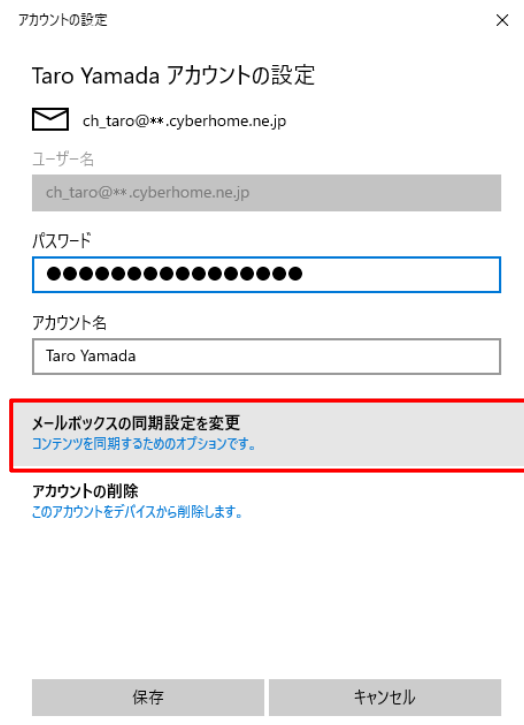 アカウントの設定
Taro Yamada アカウントの設定
ch_taro@**.cyberhome.ne.jp
ユーザー名
ch_taro@**.cyberhome.ne.jp
パスワード
●●●●●●●●●●●●●●●●
アカウント名
Taro Yamada
メールボックスの同期設定を変更
コンテンツを同期するためのオプションです。
アカウントの削除
このアカウントをデバイスから削除します。
保存 キャンセル